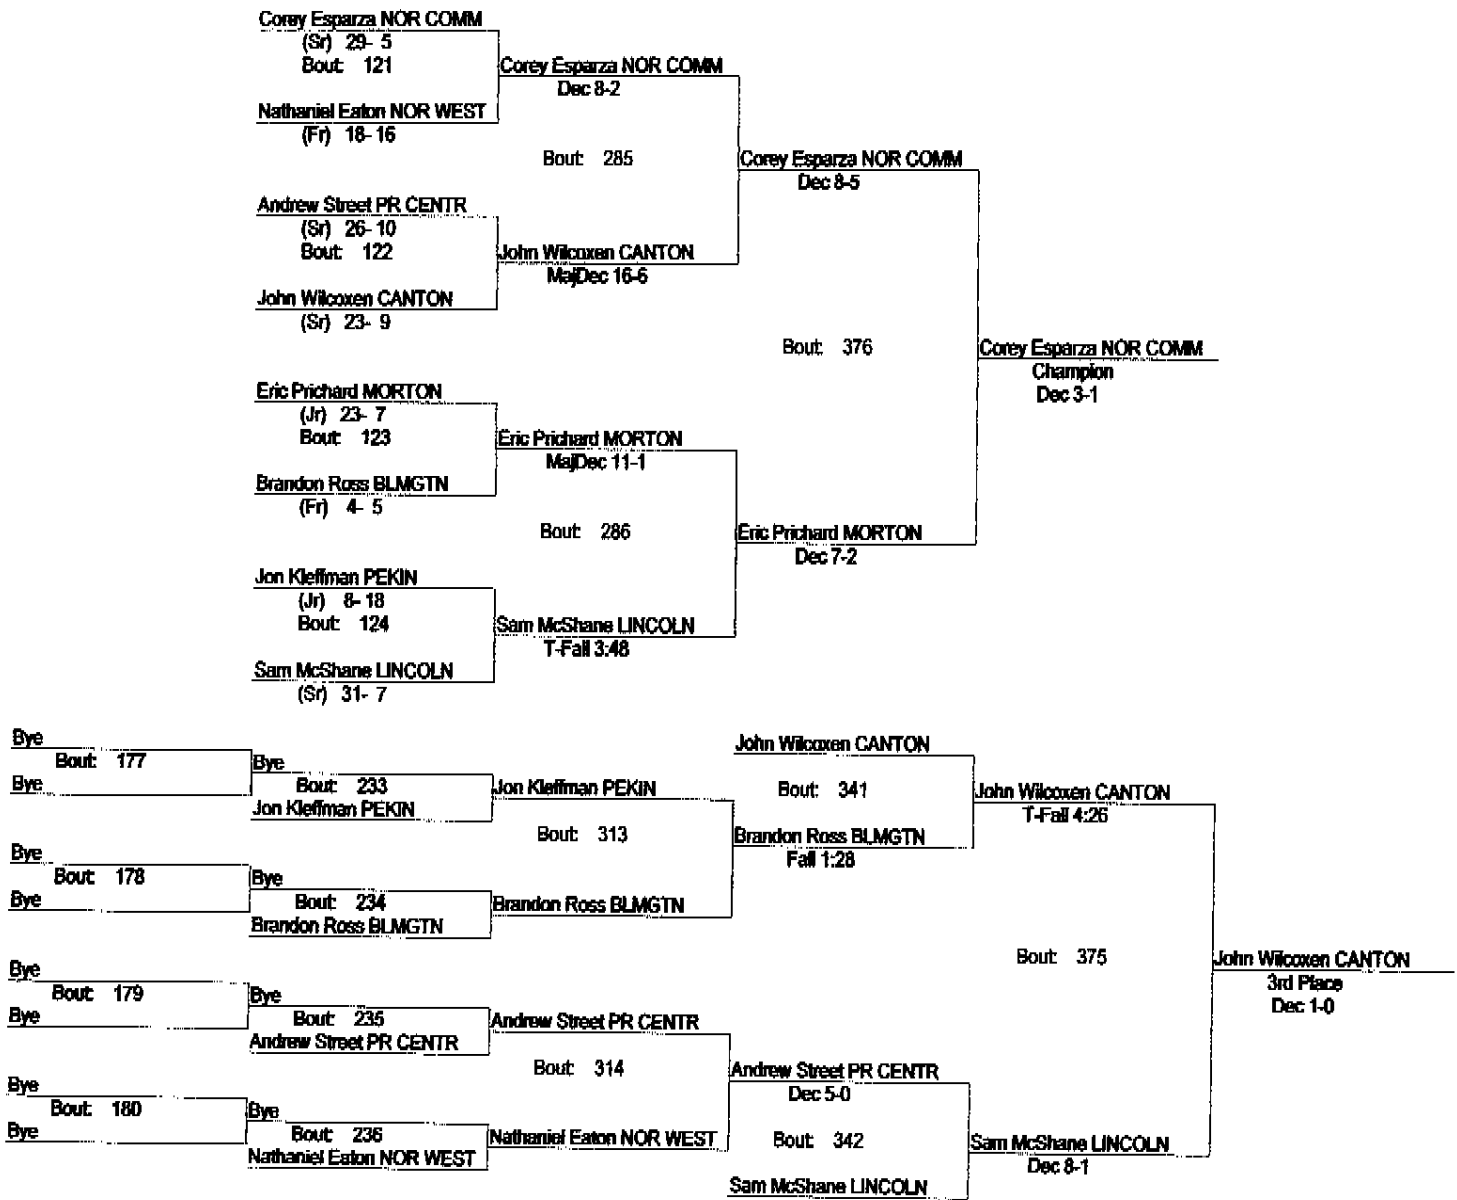 Corey Esparza NOR COMM
(Sr) 29- 5
Bout: 121
Corey Esparza NOR COMM
Dec 8-2
Nathaniel Eaton NOR WEST
(Fr) 18- 16
Bout: 285
Corey Esparza NOR COMM
Dec 8-5
Andrew Street PR CENTR
(Sr) 26- 10
Bout: 122
John Wilcoxen CANTON
MajDec 16-6
John Wilcoxen CANTON
(Sr) 23- 9
Bout: 376
Corey Esparza NOR COMM
Champion
Dec 3-1
Eric Prichard MORTON
(Jr) 23- 7
Bout: 123
Eric Prichard MORTON
MajDec 11-1
Brandon Ross BLMGTN
(Fr) 4- 5
Bout: 286
Eric Prichard MORTON
Dec 7-2
Jon Kleffman PEKIN
(Jr) 8- 18
Bout: 124
Sam McShane LINCOLN
T-Fall 3:48
Sam McShane LINCOLN
(Sr) 31- 7
Bye
Bout: 177
Bye
Bye
Bout: 233
Jon Kleffman PEKIN
Jon Kleffman PEKIN
John Wilcoxen CANTON
Bout: 341
John Wilcoxen CANTON
T-Fall 4:26
Bout: 313
Brandon Ross BLMGTN
Fall 1:28
Bye
Bout: 178
Bye
Bye
Bout: 234
Brandon Ross BLMGTN
Brandon Ross BLMGTN
Bout: 375
John Wilcoxen CANTON
3rd Place
Dec 1-0
Bye
Bout: 179
Bye
Bye
Bout: 235
Andrew Street PR CENTR
Andrew Street PR CENTR
Bout: 314
Andrew Street PR CENTR
Dec 5-0
Bye
Bout: 180
Bye
Bye
Bout: 236
Nathaniel Eaton NOR WEST
Nathaniel Eaton NOR WEST
Bout: 342
Sam McShane LINCOLN
Dec 8-1
Sam McShane LINCOLN